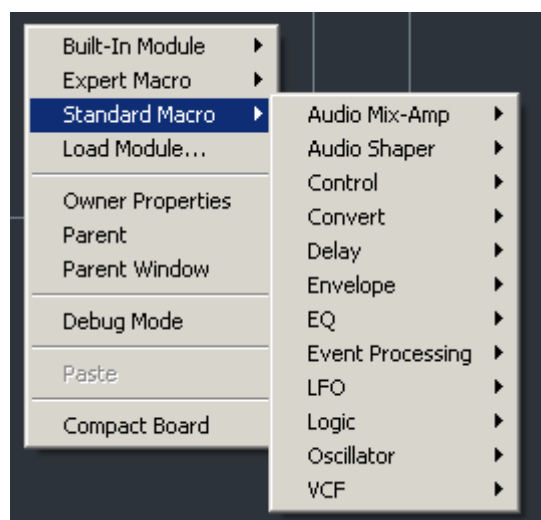 Built-In Module
Expert Macro
Standard Macro
Load Module...
Owner Properties
Parent
Parent Window
Debug Mode
Paste
Compact Board
Audio Mix-Amp
Audio Shaper
Control
Convert
Delay
Envelope
EQ
Event Processing
LFO
Logic
Oscillator
VCF